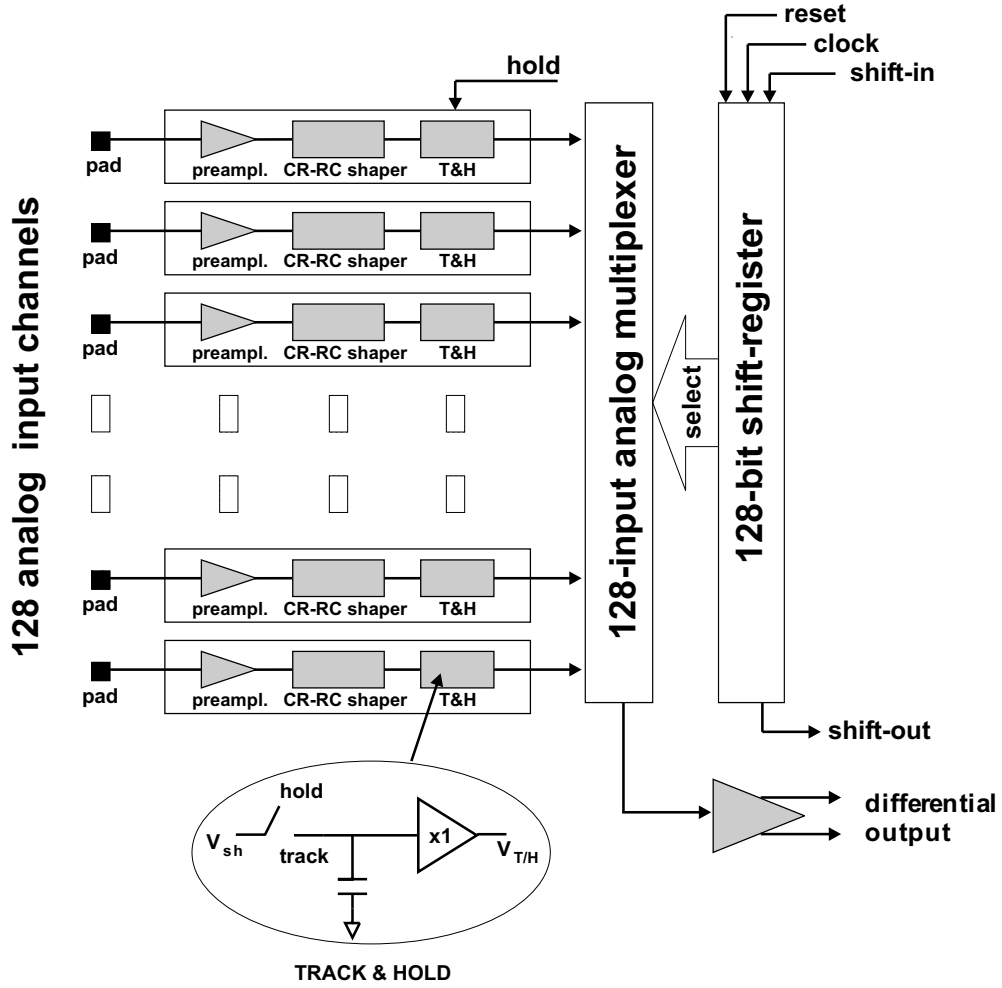 reset
clock
shift-in
hold
pad
preampl.
CR-RC shaper
T&H
pad
preampl.
CR-RC shaper
T&H
pad
preampl.
CR-RC shaper
T&H
128 analog input channels
128-input analog multiplexer
select
128-bit shift-register
pad
preampl.
CR-RC shaper
T&H
pad
preampl.
CR-RC shaper
T&H
shift-out
hold
Vsh
track
x1
VT/H
differential
output
TRACK & HOLD